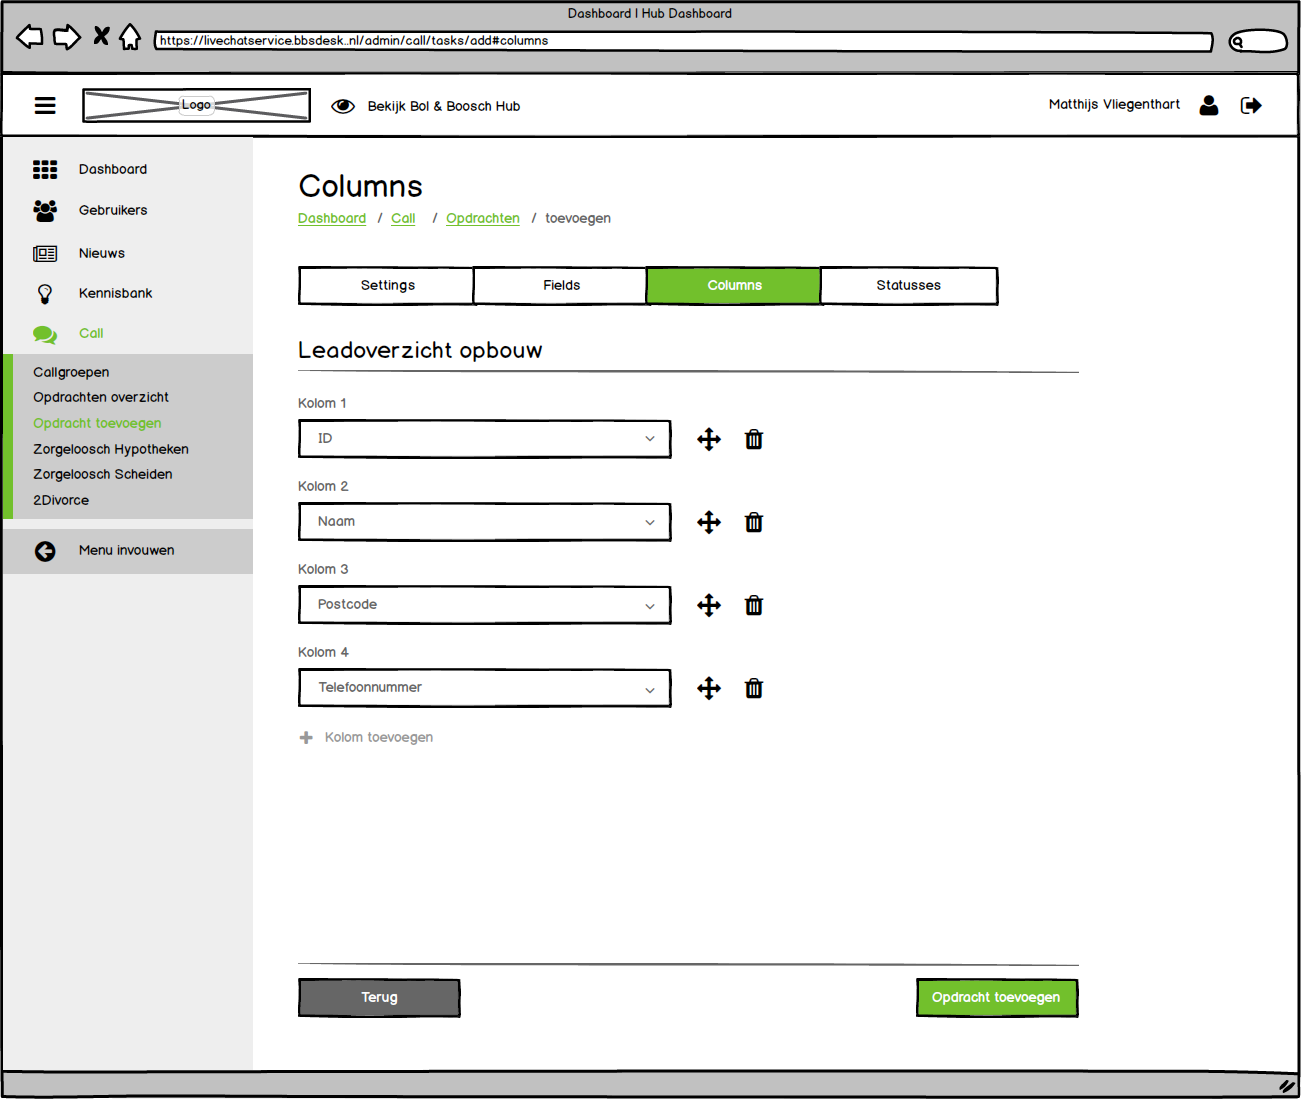 Dashboard | Hub Dashboard
https://livechatservice.bbsdesk..nl/admin/call/tasks/add#columns
Logo
Bekijk Bol & Boosch Hub
Matthijs Vliegenthart
Dashboard
Gebruikers
Nieuws
Kennisbank
Call
Callgroepen
Opdrachten overzicht
Opdracht toevoegen
Zorgeloosch Hypotheken
Zorgeloosch Scheiden
2Divorce
Menu invouwen
Columns
Dashboard / Call / Opdrachten / toevoegen
Settings Fields Columns Statusses
Leadoverzicht opbouw
Kolom 1
ID
Kolom 2
Naam
Kolom 3
Postcode
Kolom 4
Telefoonnummer
Kolom toevoegen
Terug
Opdracht toevoegen